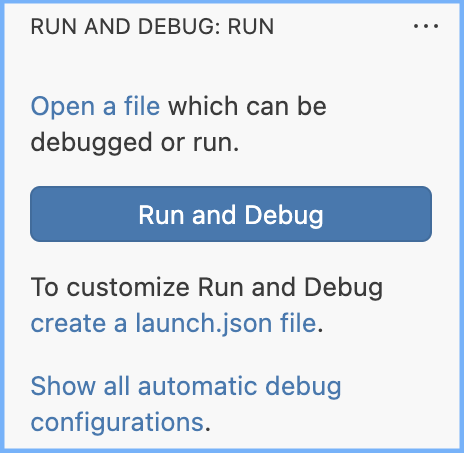 RUN AND DEBUG: RUN
Open a file which can be
debugged or run.
Run and Debug
To customize Run and Debug
create a launch.json file.
Show all automatic debug
configurations.